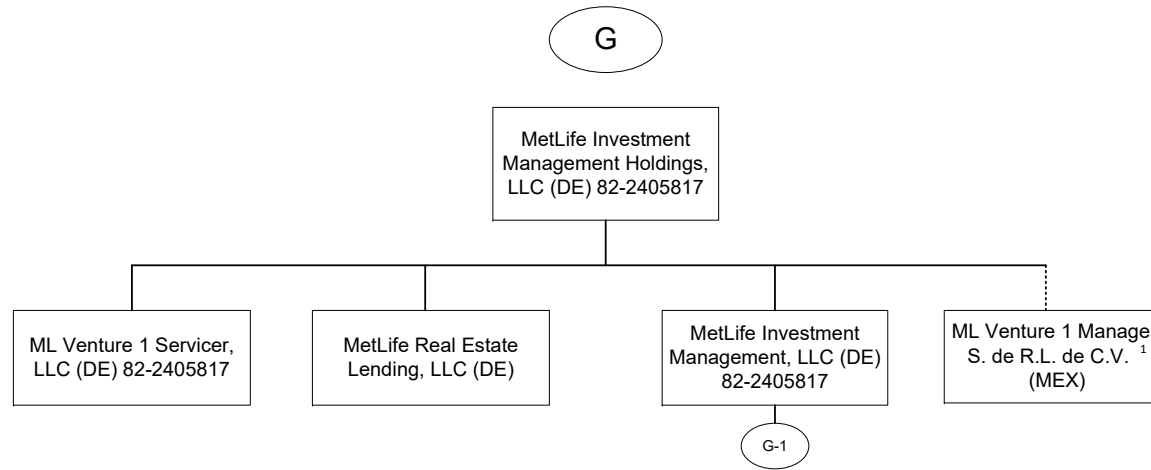 G
MetLife Investment
Management Holdings,
LLC (DE) 82-2405817
ML Venture 1 Servicer,
LLC (DE) 82-2405817
MetLife Real Estate
Lending, LLC (DE)
MetLife Investment
Management, LLC (DE)
82-2405817
ML Venture 1 Manage
S. de R.L. de C.V. 1
(MEX)
G-1